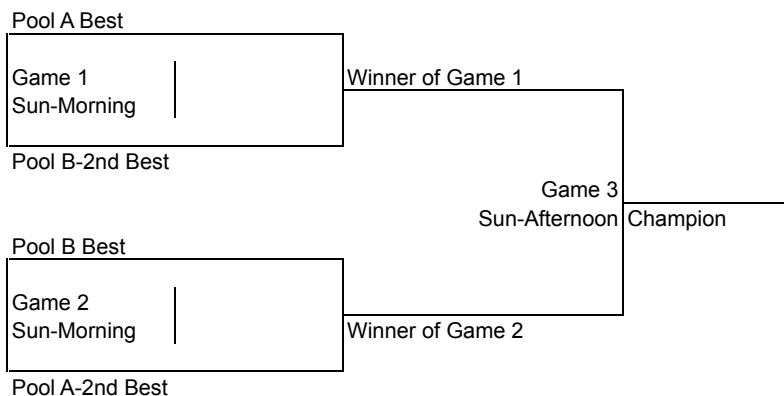 Pool A Best
Game 1
Sun-Morning
Winner of Game 1
Pool B-2nd Best
Game 3
Sun-Afternoon
Champion
Pool B Best
Game 2
Sun-Morning
Winner of Game 2
Pool A-2nd Best